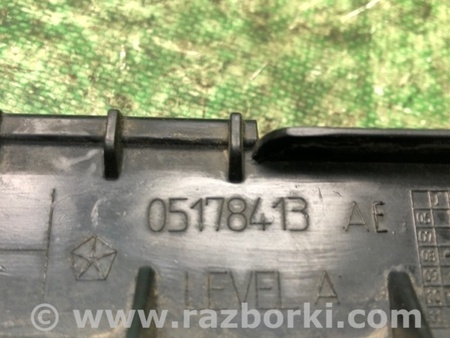 05178413 AE
LEVEL A
© www.razborki.com